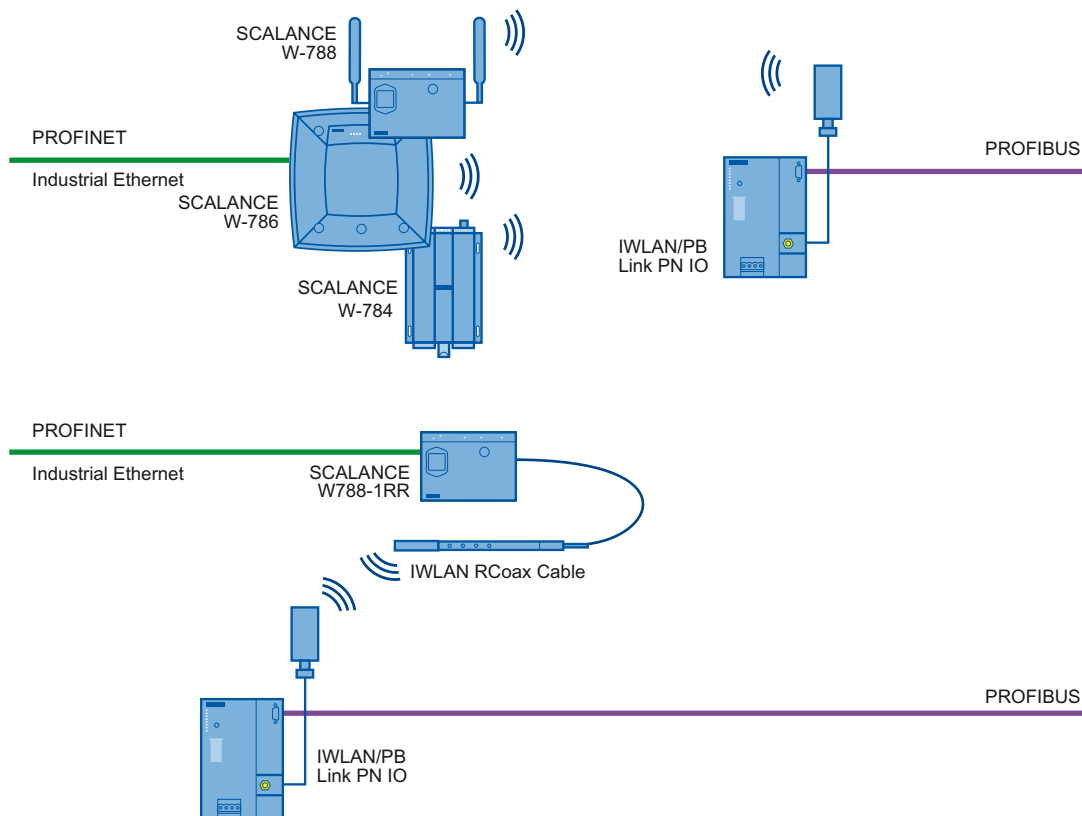 SCALANCE
W-788
PROFINET
Industrial Ethernet
SCALANCE
W-786
SCALANCE
W-784
PROFIBUS
IWLAN/PB
Link PN IO
PROFINET
Industrial Ethernet
SCALANCE
W788-1RR
IWLAN RCoax Cable
PROFIBUS
IWLAN/PB
Link PN IO